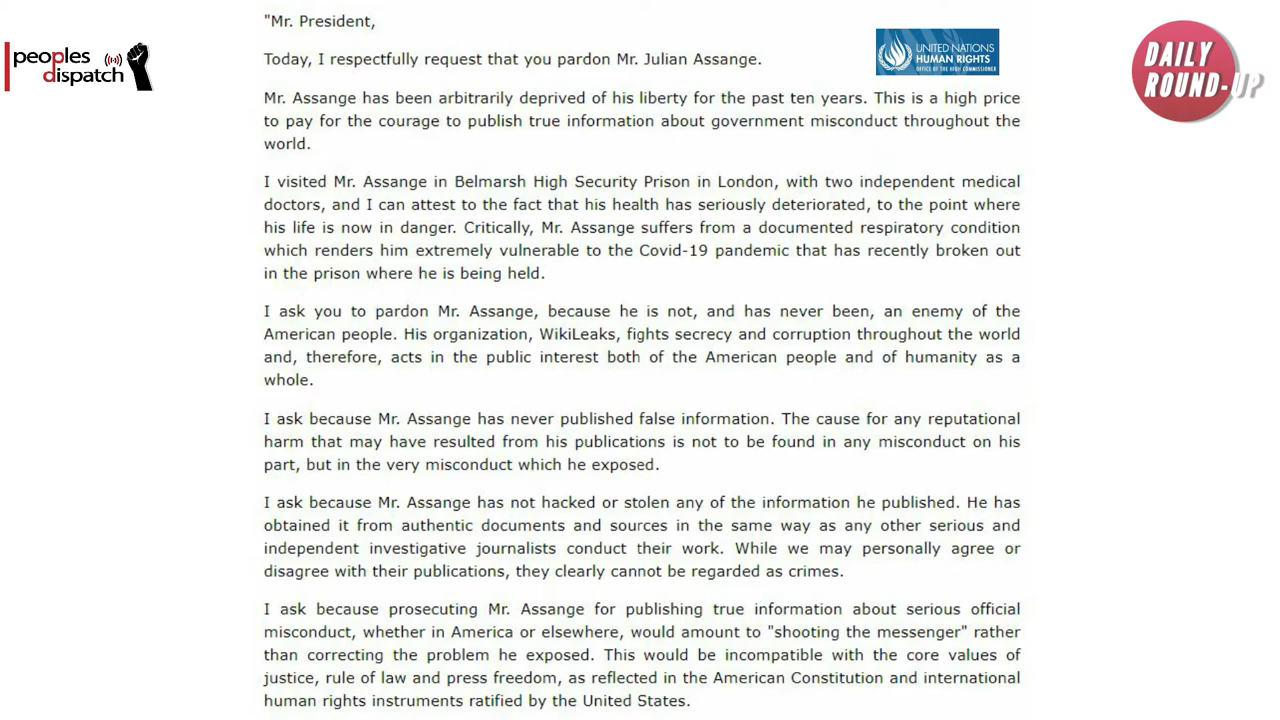 peoples
dispatch
UNITED NATIONS
HUMAN RIGHTS
OFFICE OF THE HIGH COMMISSIONER
DAILY
ROUND-UP
"Mr. President,
Today, I respectfully request that you pardon Mr. Julian Assange.
Mr. Assange has been arbitrarily deprived of his liberty for the past ten years. This is a high price
to pay for the courage to publish true information about government misconduct throughout the
world.
I visited Mr. Assange in Belmarsh High Security Prison in London, with two independent medical
doctors, and I can attest to the fact that his health has seriously deteriorated, to the point where
his life is now in danger. Critically, Mr. Assange suffers from a documented respiratory condition
which renders him extremely vulnerable to the Covid-19 pandemic that has recently broken out
in the prison where he is being held.
I ask you to pardon Mr. Assange, because he is not, and has never been, an enemy of the
American people. His organization, WikiLeaks, fights secrecy and corruption throughout the world
and, therefore, acts in the public interest both of the American people and of humanity as a
whole.
I ask because Mr. Assange has never published false information. The cause for any reputational
harm that may have resulted from his publications is not to be found in any misconduct on his
part, but in the very misconduct which he exposed.
I ask because Mr. Assange has not hacked or stolen any of the information he published. He has
obtained it from authentic documents and sources in the same way as any other serious and
independent investigative journalists conduct their work. While we may personally agree or
disagree with their publications, they clearly cannot be regarded as crimes.
I ask because prosecuting Mr. Assange for publishing true information about serious official
misconduct, whether in America or elsewhere, would amount to "shooting the messenger" rather
than correcting the problem he exposed. This would be incompatible with the core values of
justice, rule of law and press freedom, as reflected in the American Constitution and international
human rights instruments ratified by the United States.